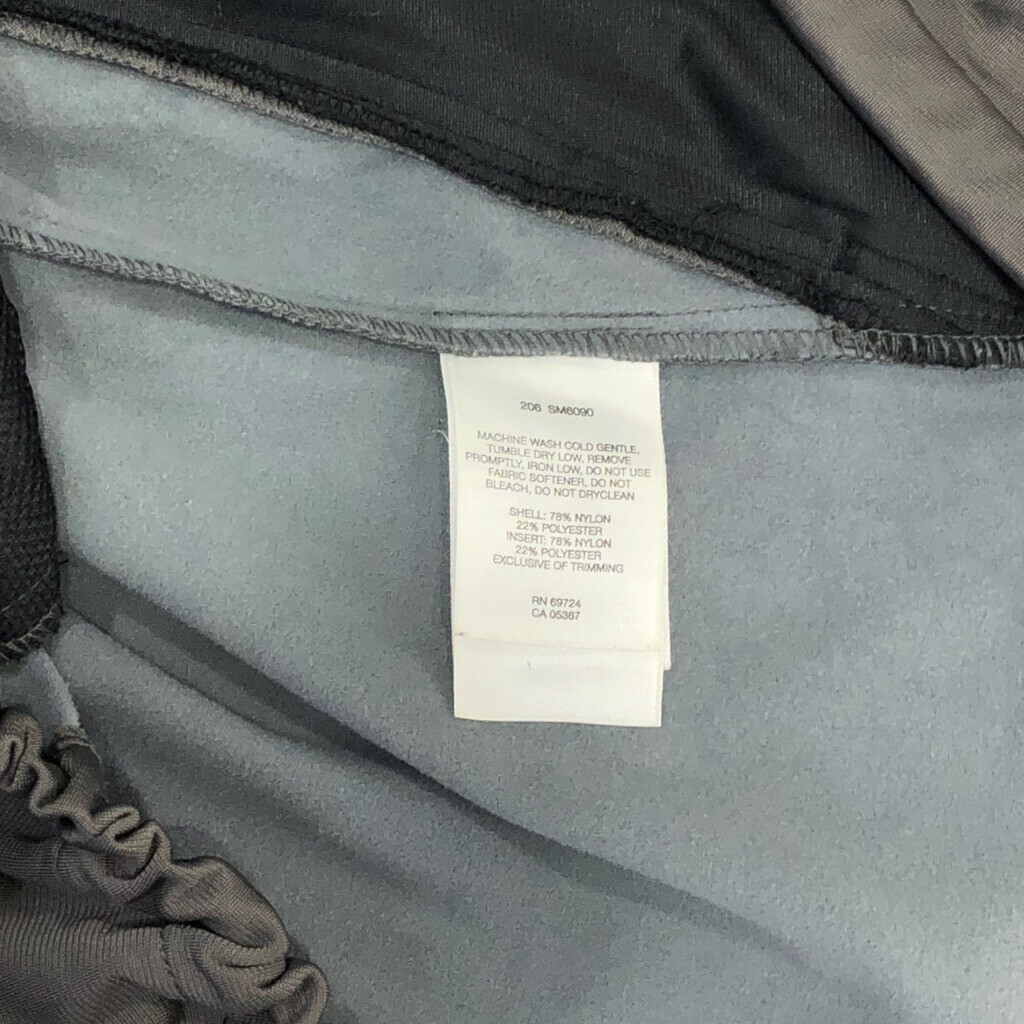 206 SM6090
MACHINE WASH COLD GENTLE,
TUMBLE DRY LOW, REMOVE
PROMPTLY, IRON LOW, DO NOT USE
FABRIC SOFTENER, DO NOT
BLEACH, DO NOT DRYCLEAN
SHELL: 78% NYLON
22% POLYESTER
INSERT: 78% NYLON
22% POLYESTER
EXCLUSIVE OF TRIMMING
RN 69724
CA 05367